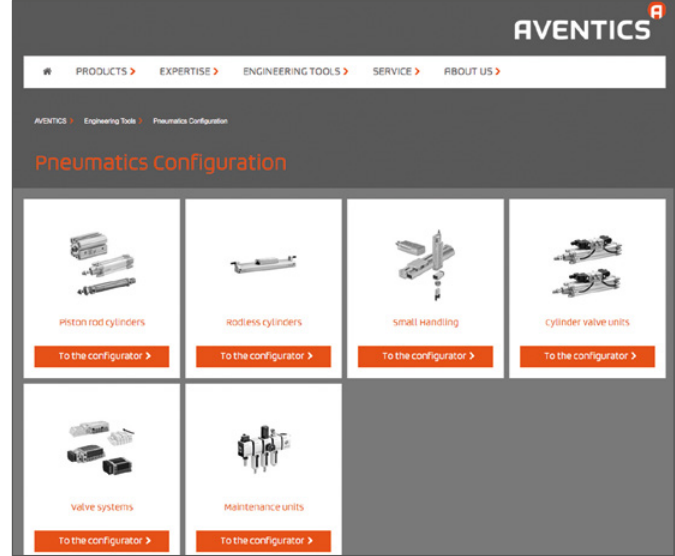 AVENTICS
PRODUCTS > EXPERTISE > ENGINEERING TOOLS > SERVICE > ABOUT US >
AVENTICS > Engineering Tools > Pneumatics Configuration
Pneumatics Configuration
Piston rod cylinders Rodless cylinders Small Handling Cylinder valve units
To the configurator > To the configurator > To the configurator > To the configurator >
Valve systems Maintenance units
To the configurator > To the configurator >